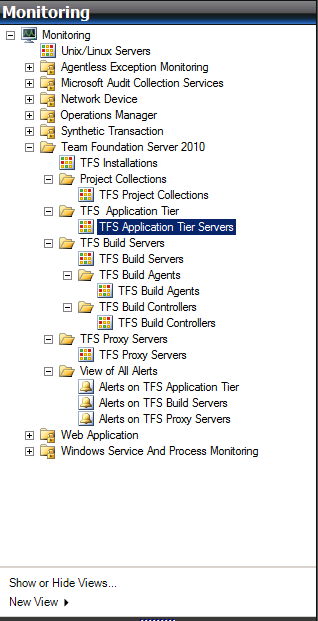 Monitoring
Monitoring
Unix/Linux Servers
Agentless Exception Monitoring
Microsoft Audit Collection Services
Network Device
Operations Manager
Synthetic Transaction
Team Foundation Server 2010
TFS Installations
Project Collections
TFS Project Collections
TFS  Application Tier
TFS Application Tier Servers
TFS Build Servers
TFS Build Servers
TFS Build Agents
TFS Build Agents
TFS Build Controllers
TFS Build Controllers
TFS Proxy Servers
TFS Proxy Servers
View of All Alerts
Alerts on TFS Application Tier
Alerts on TFS Build Servers
Alerts on TFS Proxy Servers
Web Application
Windows Service And Process Monitoring
Show or Hide Views...
New View